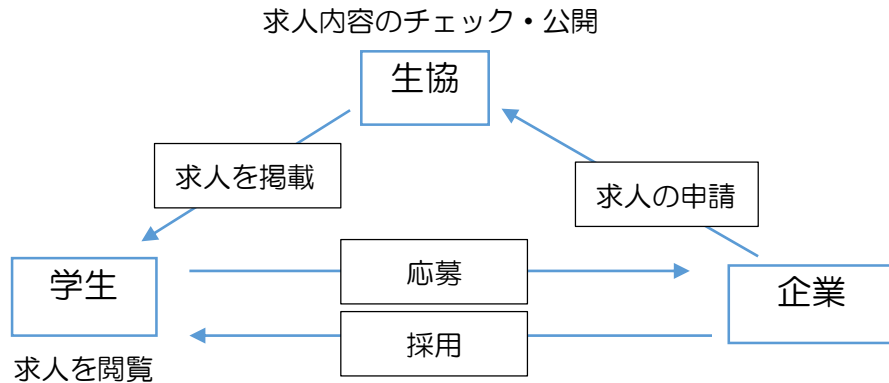 求人内容のチェック・公開
生協
求人を掲載
求人の申請
学生
応募
企業
採用
求人を閲覧